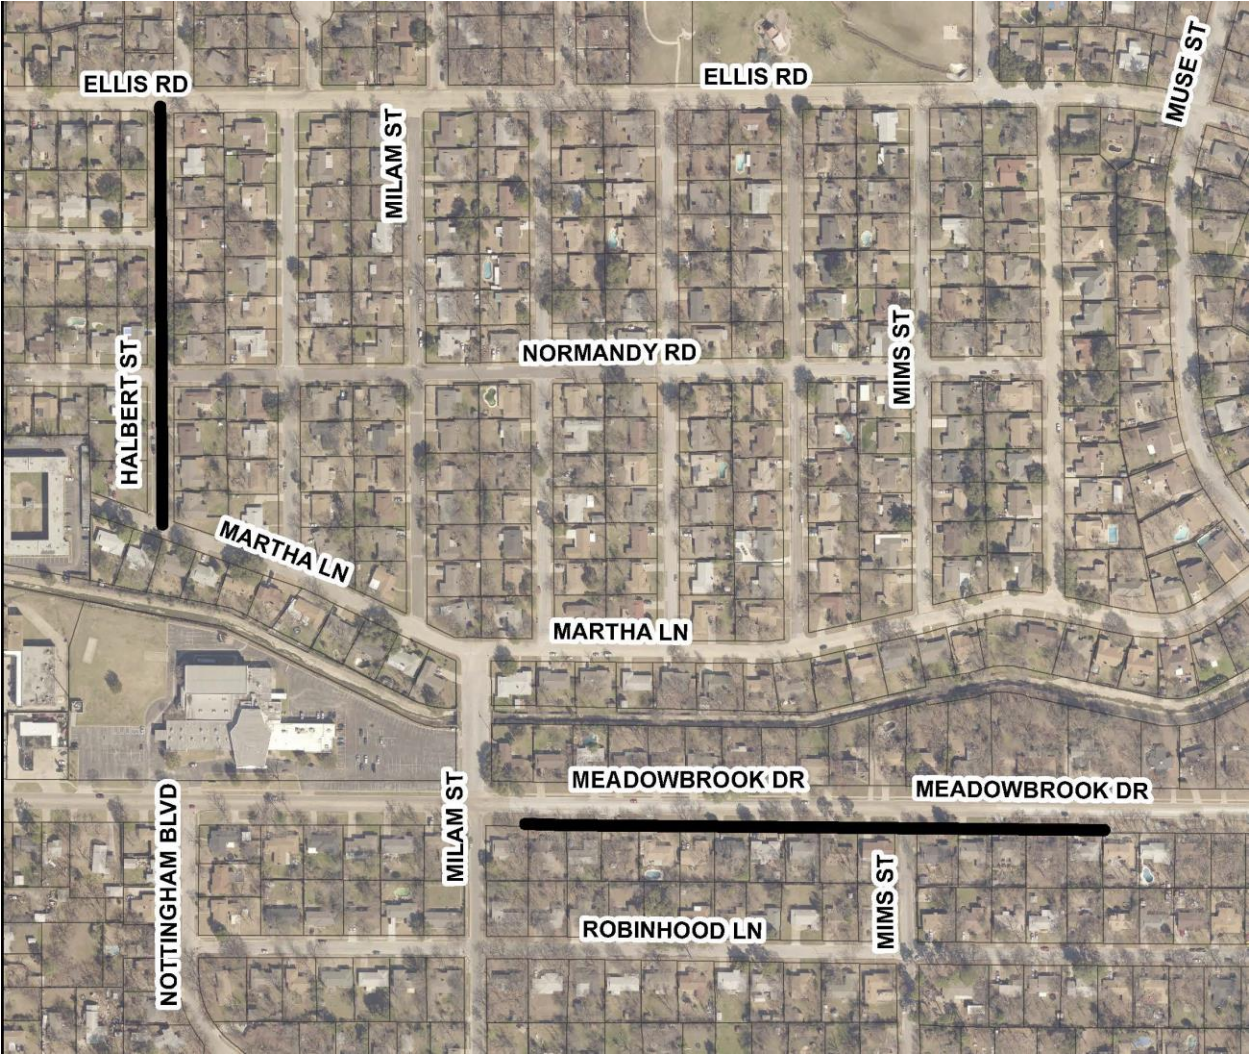 ELLIS RD
ELLIS RD
MUSE ST
MILAM ST
NORMANDY RD
MIMS ST
HALBERT ST
MARTHA LN
MARTHA LN
MEADOWBROOK DR
MEADOWBROOK DR
NOTTINGHAM BLVD
MILAM ST
MIMS ST
ROBINHOOD LN